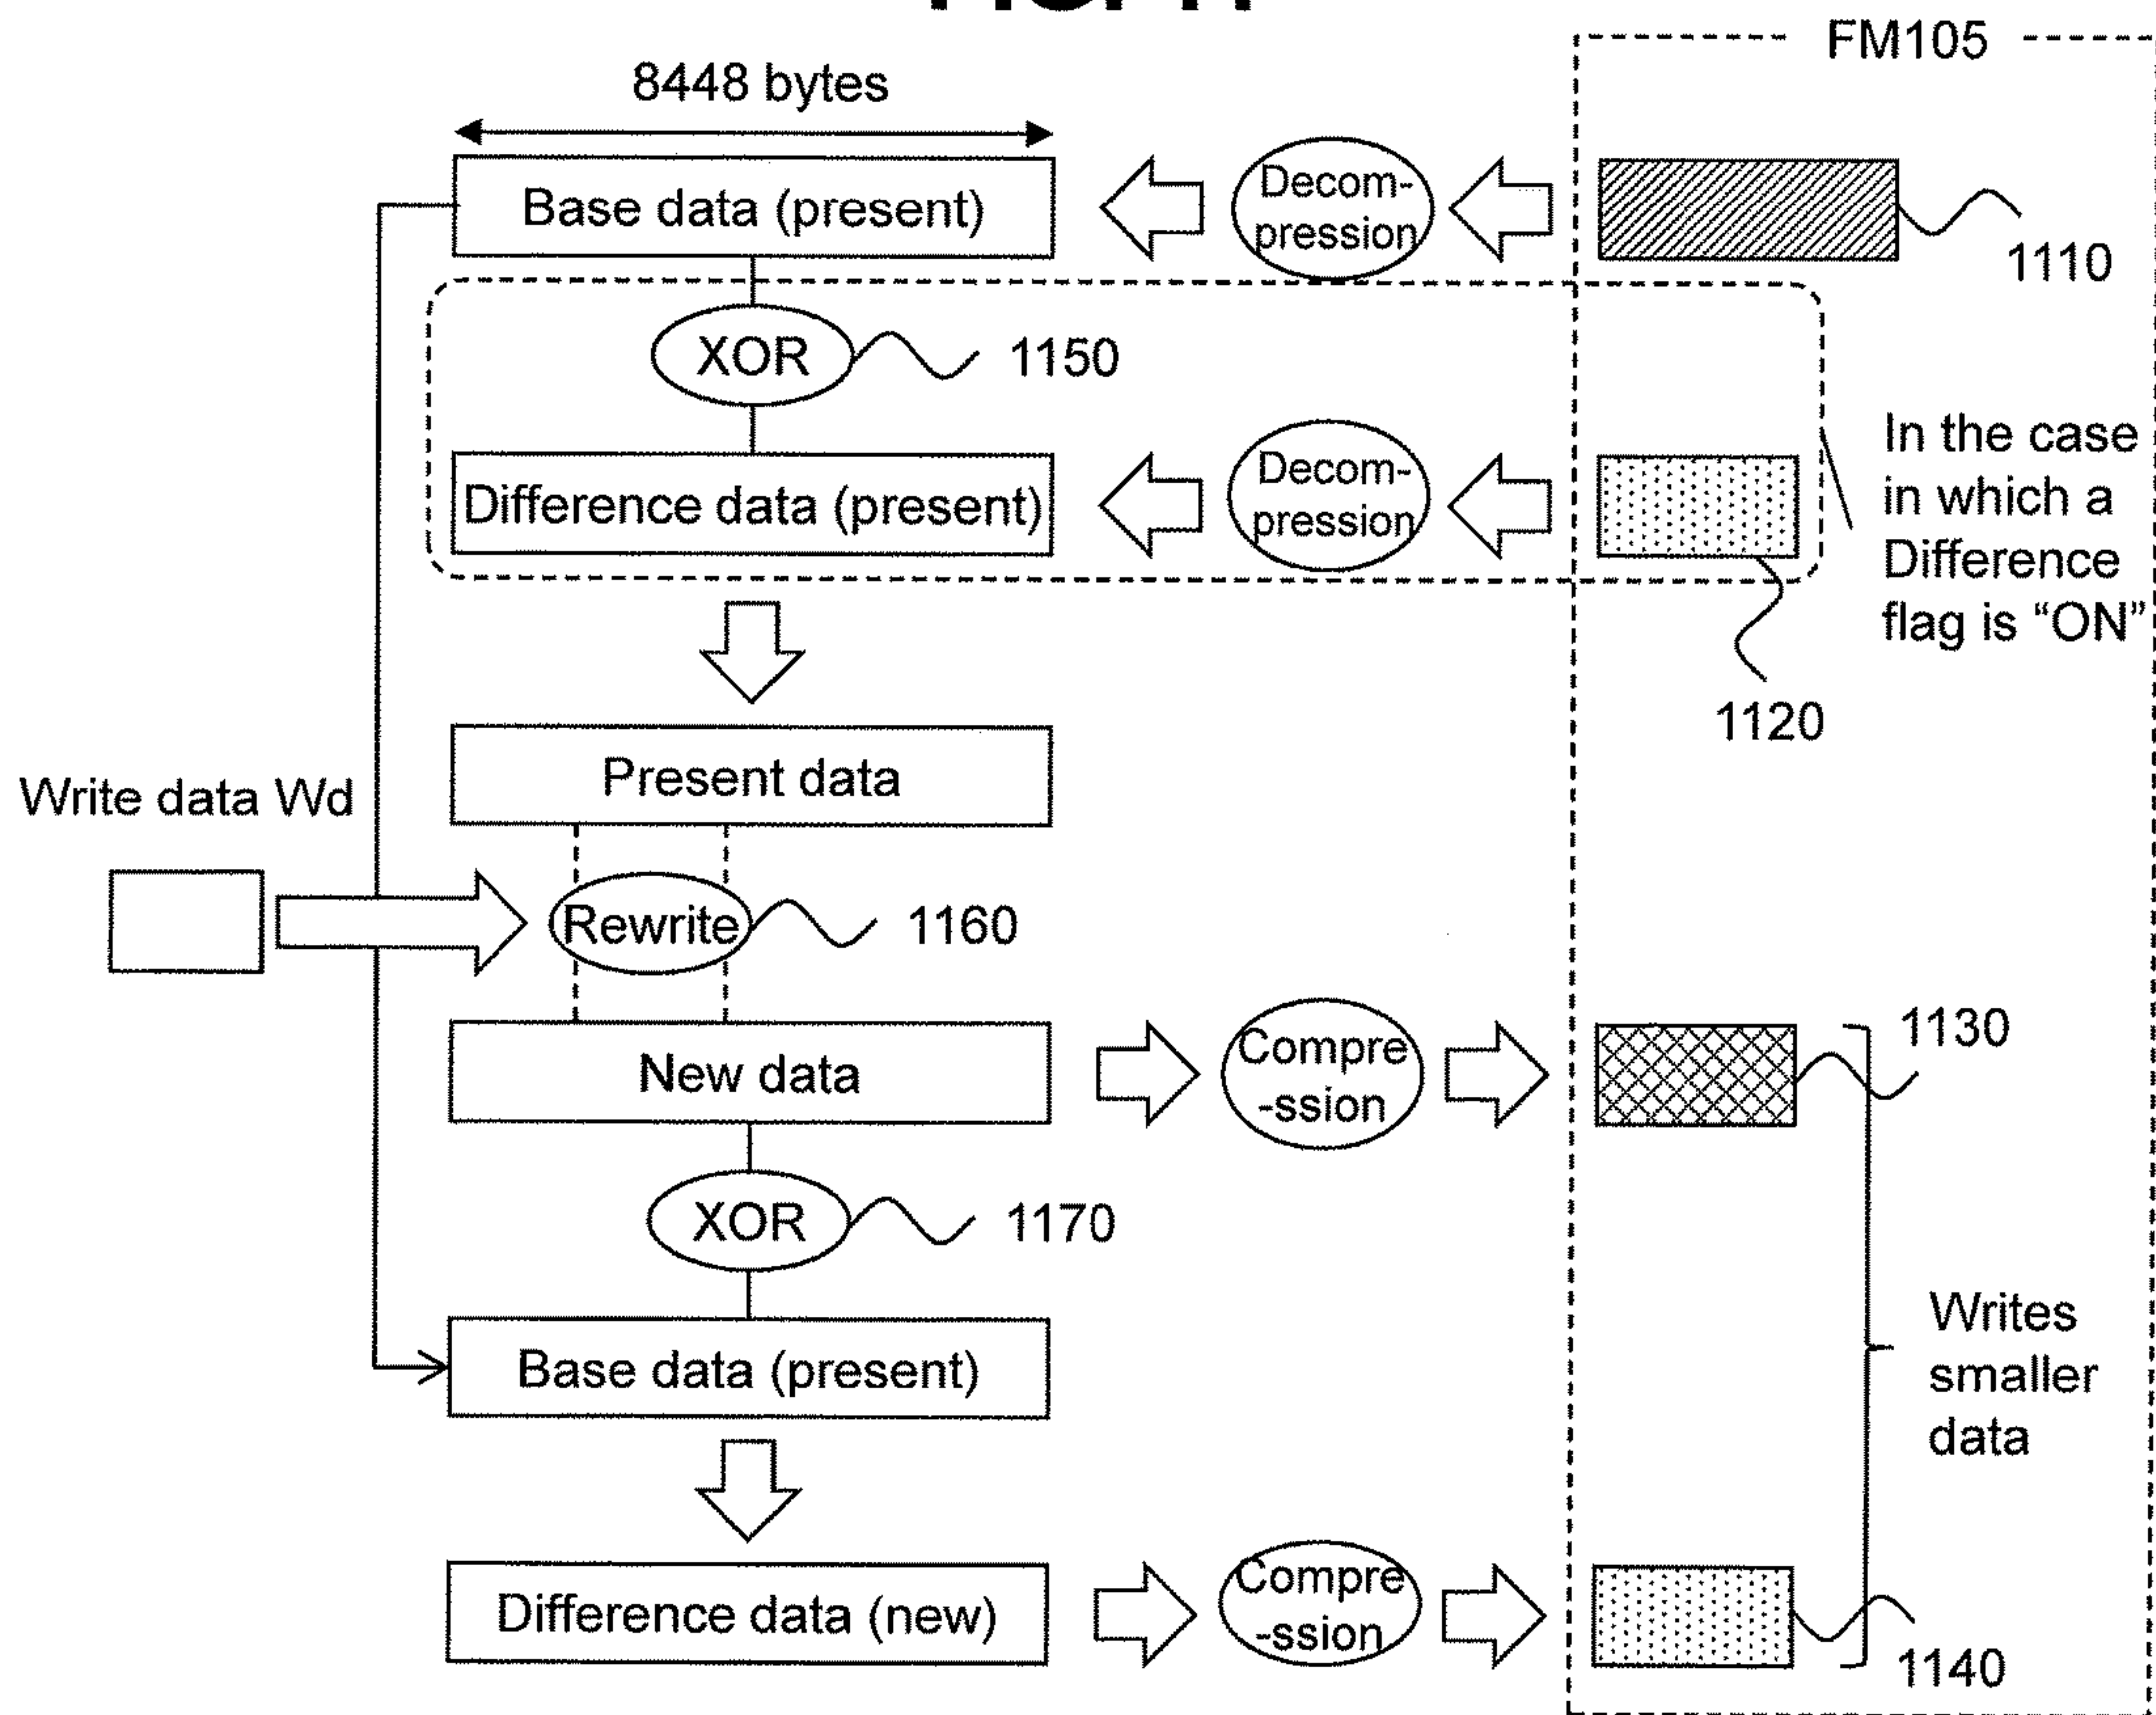 FM105
8448 bytes
Base data (present)
Decom-
pression
1110
XOR
1150
Difference data (present)
Decom-
pression
In the case
in which a
Difference
flag is “ON”
1120
Present data
Write data Wd
Rewrite
1160
New data
Compre
-ssion
1130
XOR
1170
Base data (present)
Writes
smaller
data
Difference data (new)
Compre
-ssion
1140